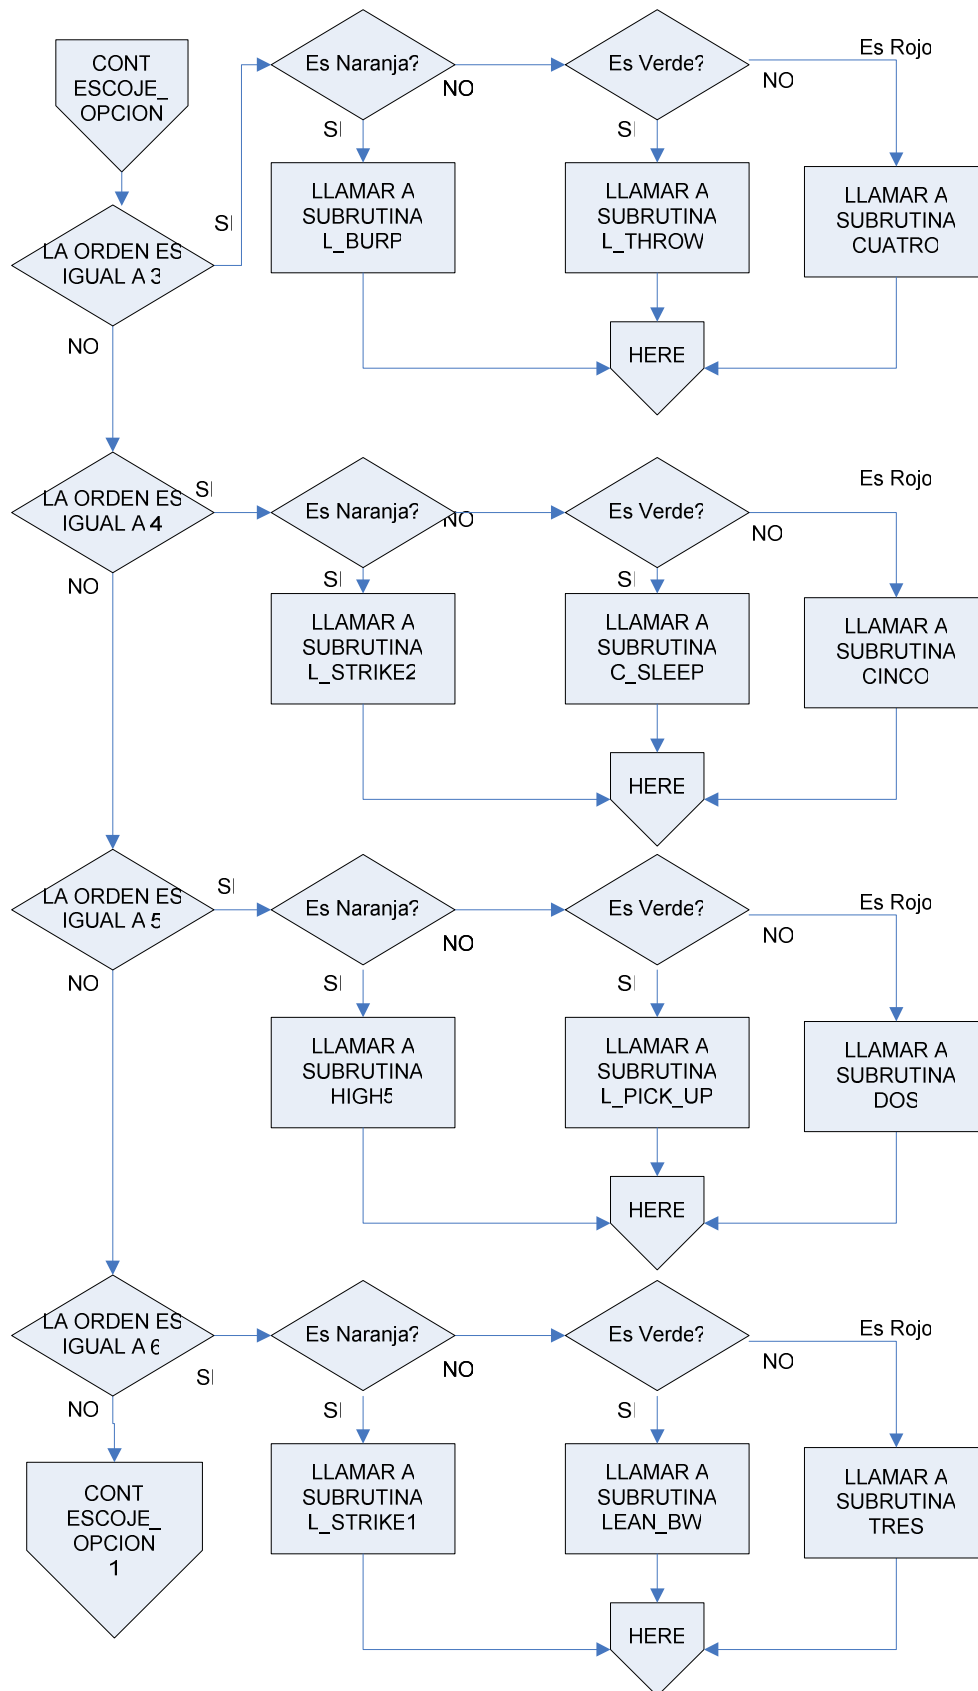 CONT
ESCOJE_
OPCION
Es Naranja?
Es Verde?
Es Rojo
NO
NO
SI
SI
SI
LA ORDEN ES
IGUAL A 3
LLAMAR A
SUBRUTINA
L_BURP
LLAMAR A
SUBRUTINA
L_THROW
LLAMAR A
SUBRUTINA
CUATRO
NO
HERE
LA ORDEN ES
IGUAL A 4
SI
Es Naranja?
NO
Es Verde?
NO
Es Rojo
NO
SI
SI
LLAMAR A
SUBRUTINA
L_STRIKE2
LLAMAR A
SUBRUTINA
C_SLEEP
LLAMAR A
SUBRUTINA
CINCO
HERE
LA ORDEN ES
IGUAL A 5
SI
Es Naranja?
NO
Es Verde?
NO
Es Rojo
NO
SI
SI
LLAMAR A
SUBRUTINA
HIGH5
LLAMAR A
SUBRUTINA
L_PICK_UP
LLAMAR A
SUBRUTINA
DOS
HERE
LA ORDEN ES
IGUAL A 6
SI
Es Naranja?
NO
Es Verde?
NO
Es Rojo
NO
SI
SI
CONT
ESCOJE_
OPCION
1
LLAMAR A
SUBRUTINA
L_STRIKE1
LLAMAR A
SUBRUTINA
LEAN_BW
LLAMAR A
SUBRUTINA
TRES
HERE